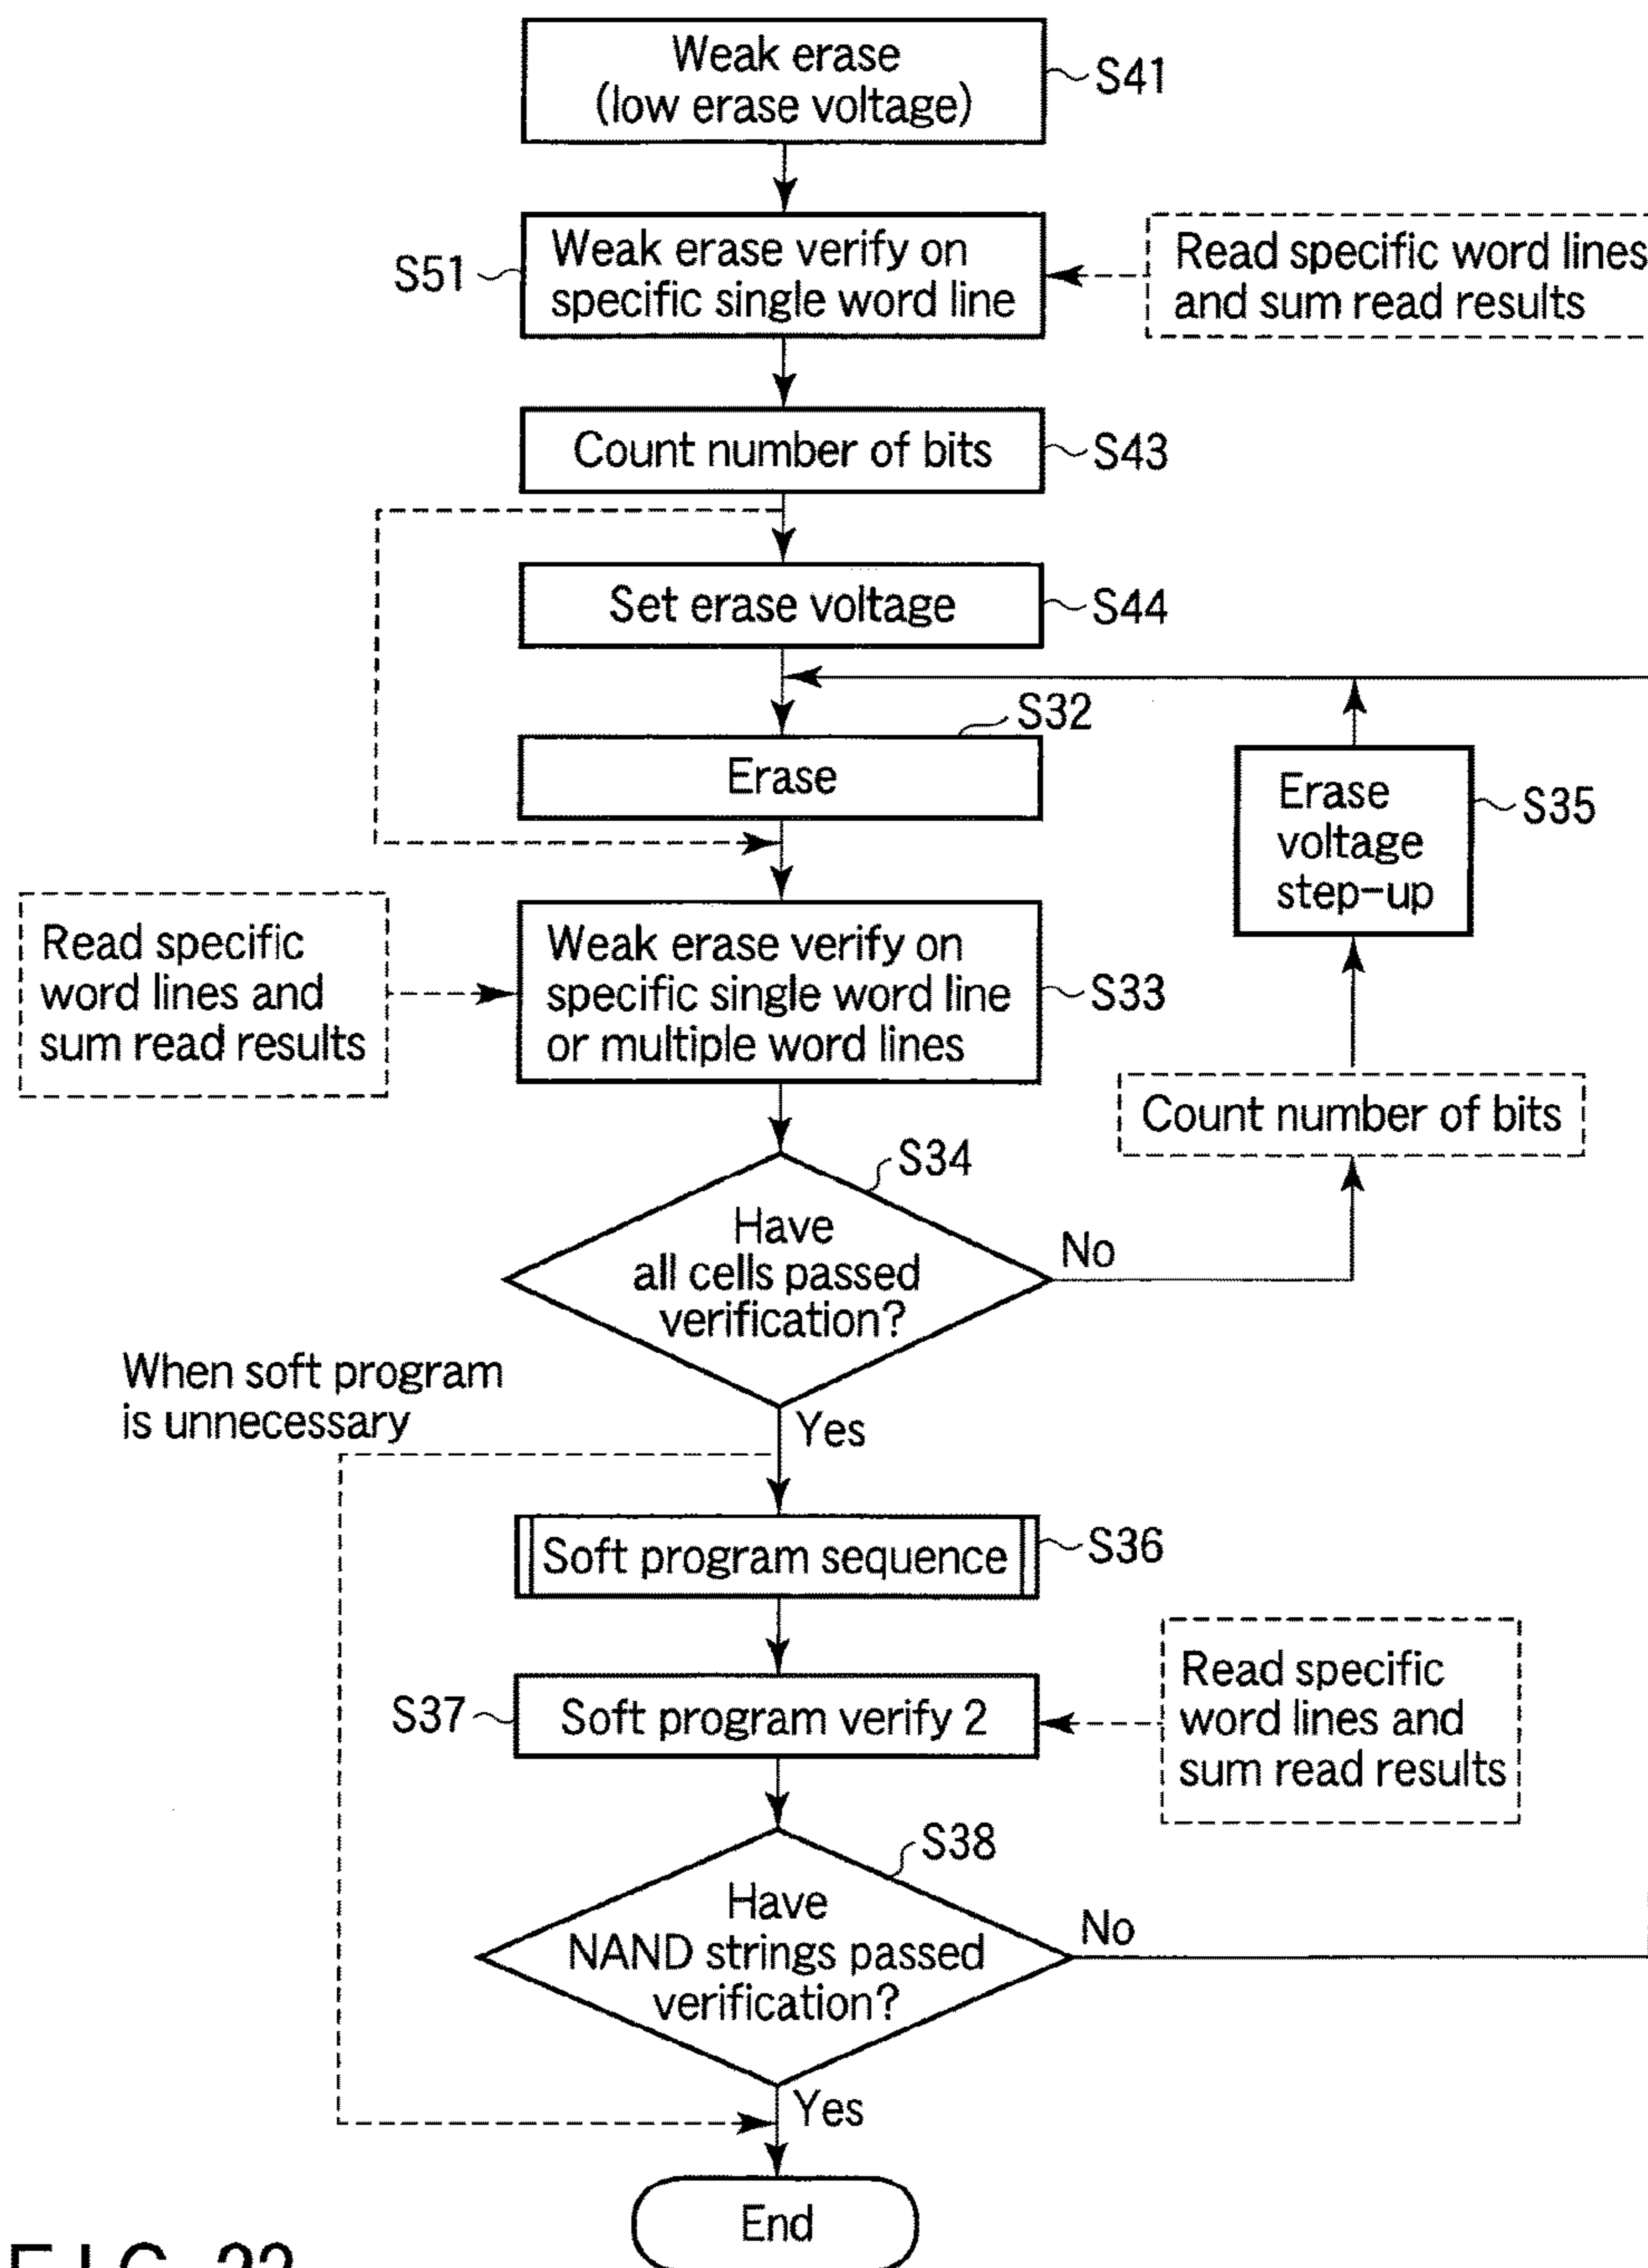 Weak erase
(low erase voltage)
S41
S51
Weak erase verify on
specific single word line
Read specific word lines
and sum read results
Count number of bits
S43
Set erase voltage
S44
S32
Erase
Erase
voltage
step-up
S35
Read specific
word lines and
sum read results
Weak erase verify on
specific single word line
or multiple word lines
S33
Count number of bits
S34
Have
all cells passed
verification?
No
When soft program
is unnecessary
Yes
Soft program sequence
S36
S37
Soft program verify 2
Read specific
word lines and
sum read results
S38
Have
NAND strings passed
verification?
No
Yes
End